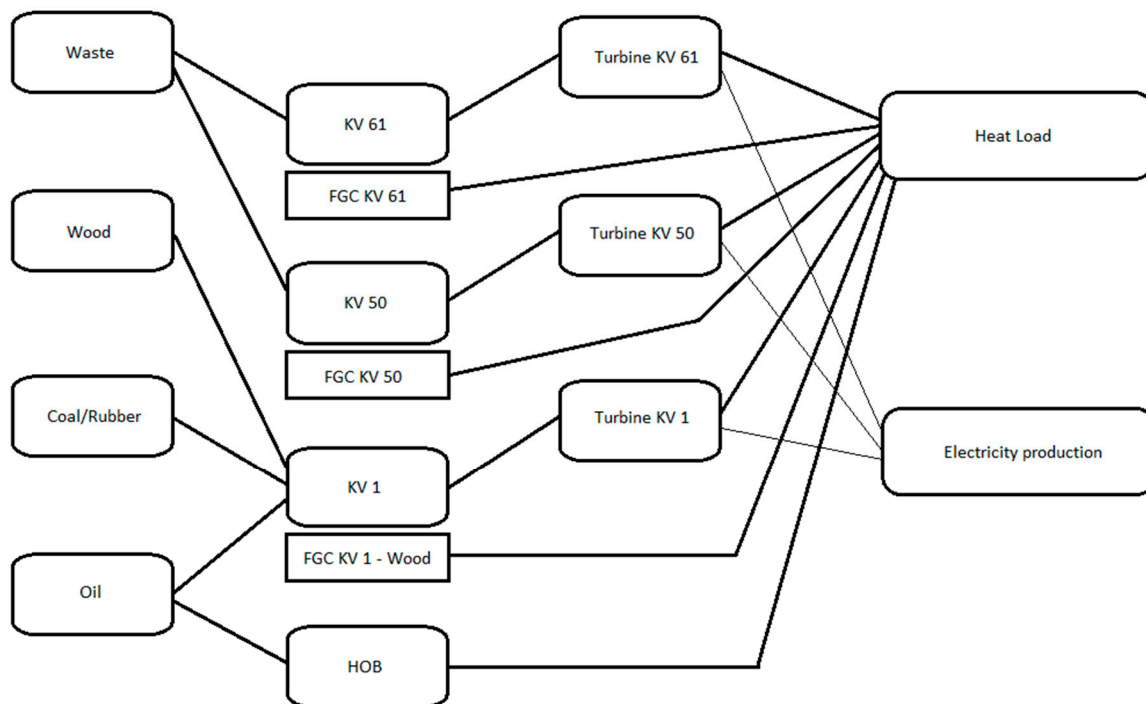 Waste
Wood
Coal/Rubber
Oil
KV 61
FGC KV 61
KV 50
FGC KV 50
KV 1
FGC KV 1 - Wood
HOB
Turbine KV 61
Turbine KV 50
Turbine KV 1
Heat Load
Electricity production